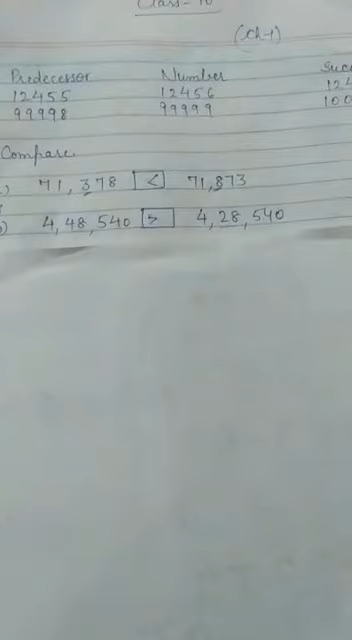 (Ch-1)
Predecessor Number
12455 12456
99998 99999
Compare
71,378 < 71,873
4,48,540 > 4,28,540